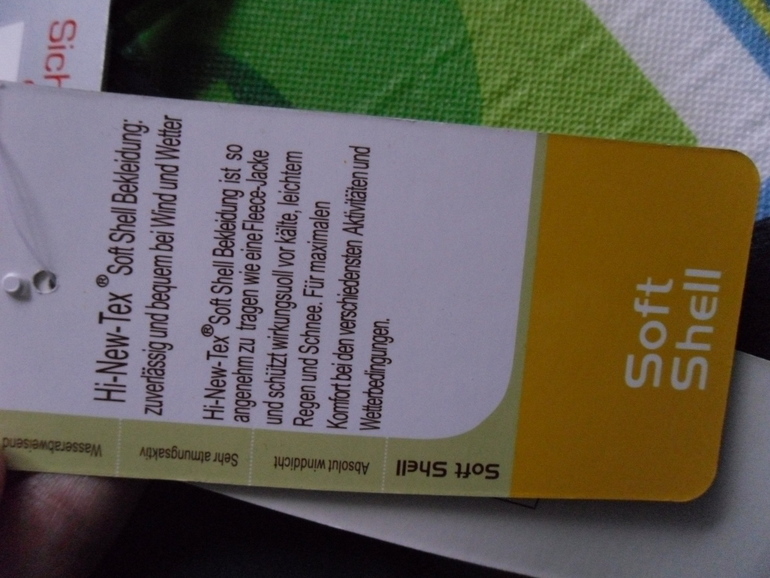 Sich
Hi-New-Tex® Soft Shell Bekleidung:
zuverlässig und bequem bei Wind und Wetter
Hi-New-Tex® Soft Shell Bekleidung ist so
angenehm zu tragen wie eine Fleece-Jacke
und schützt wirkungsvoll vor kälte, leichtem
Regen und Schnee. Für maximalen
Komfort bei den verschiedensten Aktivitäten und
Wetterbedingungen.
Soft
Shell
Soft Shell
Absolut winddicht
Sehr atmungsaktiv
Wasserabweisend